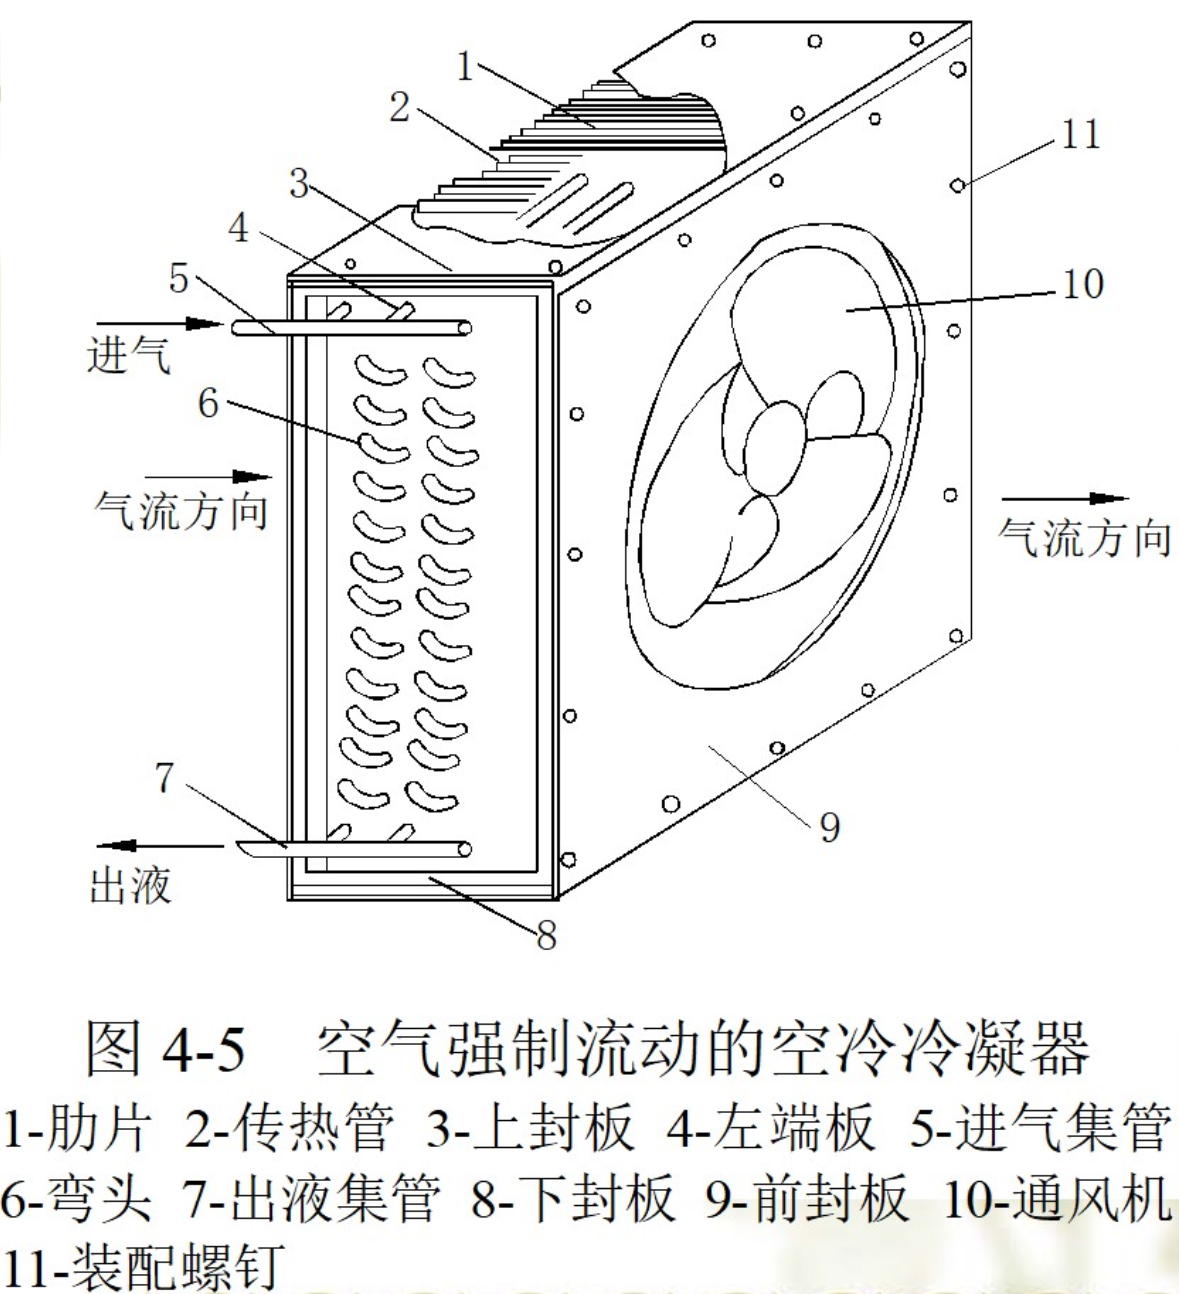 1
2
3
4
5
6
7
8
9
10
11
进气
气流方向
气流方向
出液
图 4-5 空气强制流动的空冷冷凝器
1-肋片 2-传热管 3-上封板 4-左端板 5-进气集管
6-弯头 7-出液集管 8-下封板 9-前封板 10-通风机
11-装配螺钉